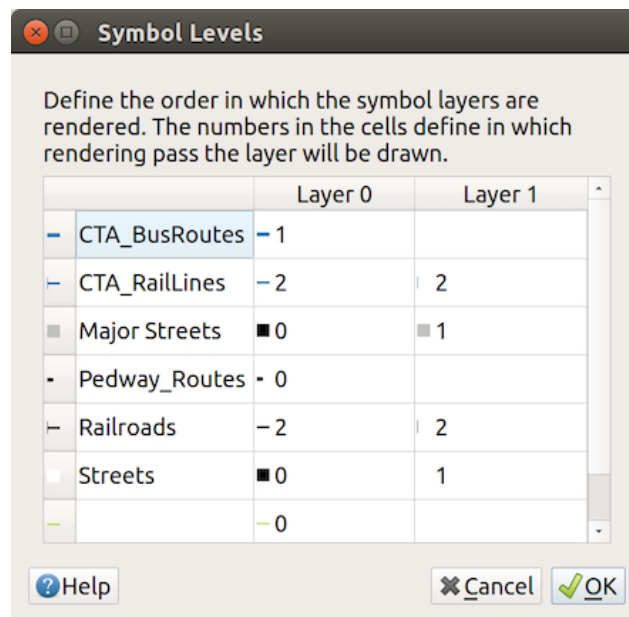 Symbol Levels
Define the order in which the symbol layers are
rendered. The numbers in the cells define in which
rendering pass the layer will be drawn.
Layer 0 Layer 1
CTA_BusRoutes 1
CTA_RailLines 2 2
Major Streets 0 1
Pedway_Routes 0
Railroads 2 2
Streets 0 1
0
Help Cancel OK